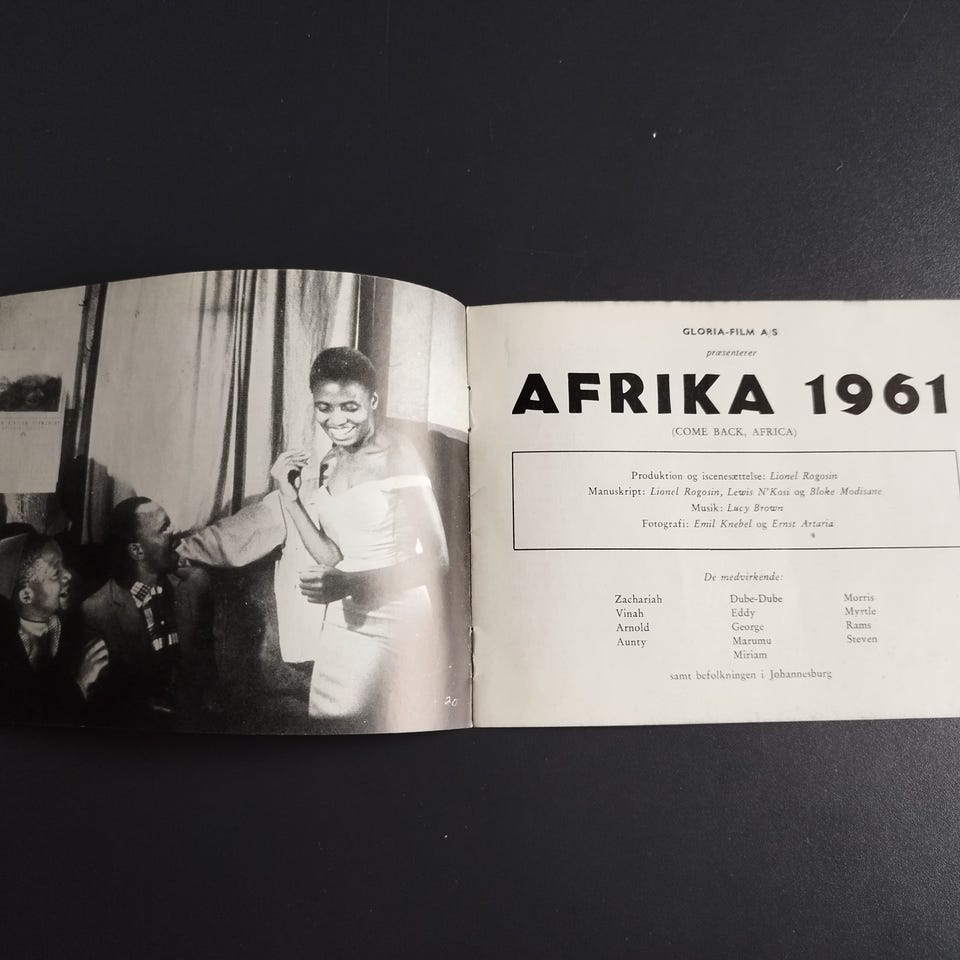 20
GLORIA-FILM A/S
præsenterer
AFRIKA 1961
(COME BACK, AFRICA)
Produktion og iscenesættelse: Lionel Rogosin
Manuskript: Lionel Rogosin, Lewis N'Kosi og Bloke Modisane
Musik: Lucy Brown
Fotografi: Emil Knebel og Ernst Artaria
De medvirkende:
Zachariah Dube-Dube Morris
Vinah Eddy Myrtle
Arnold George Rams
Aunty Marumu Steven
Miriam
samt befolkningen i Johannesburg